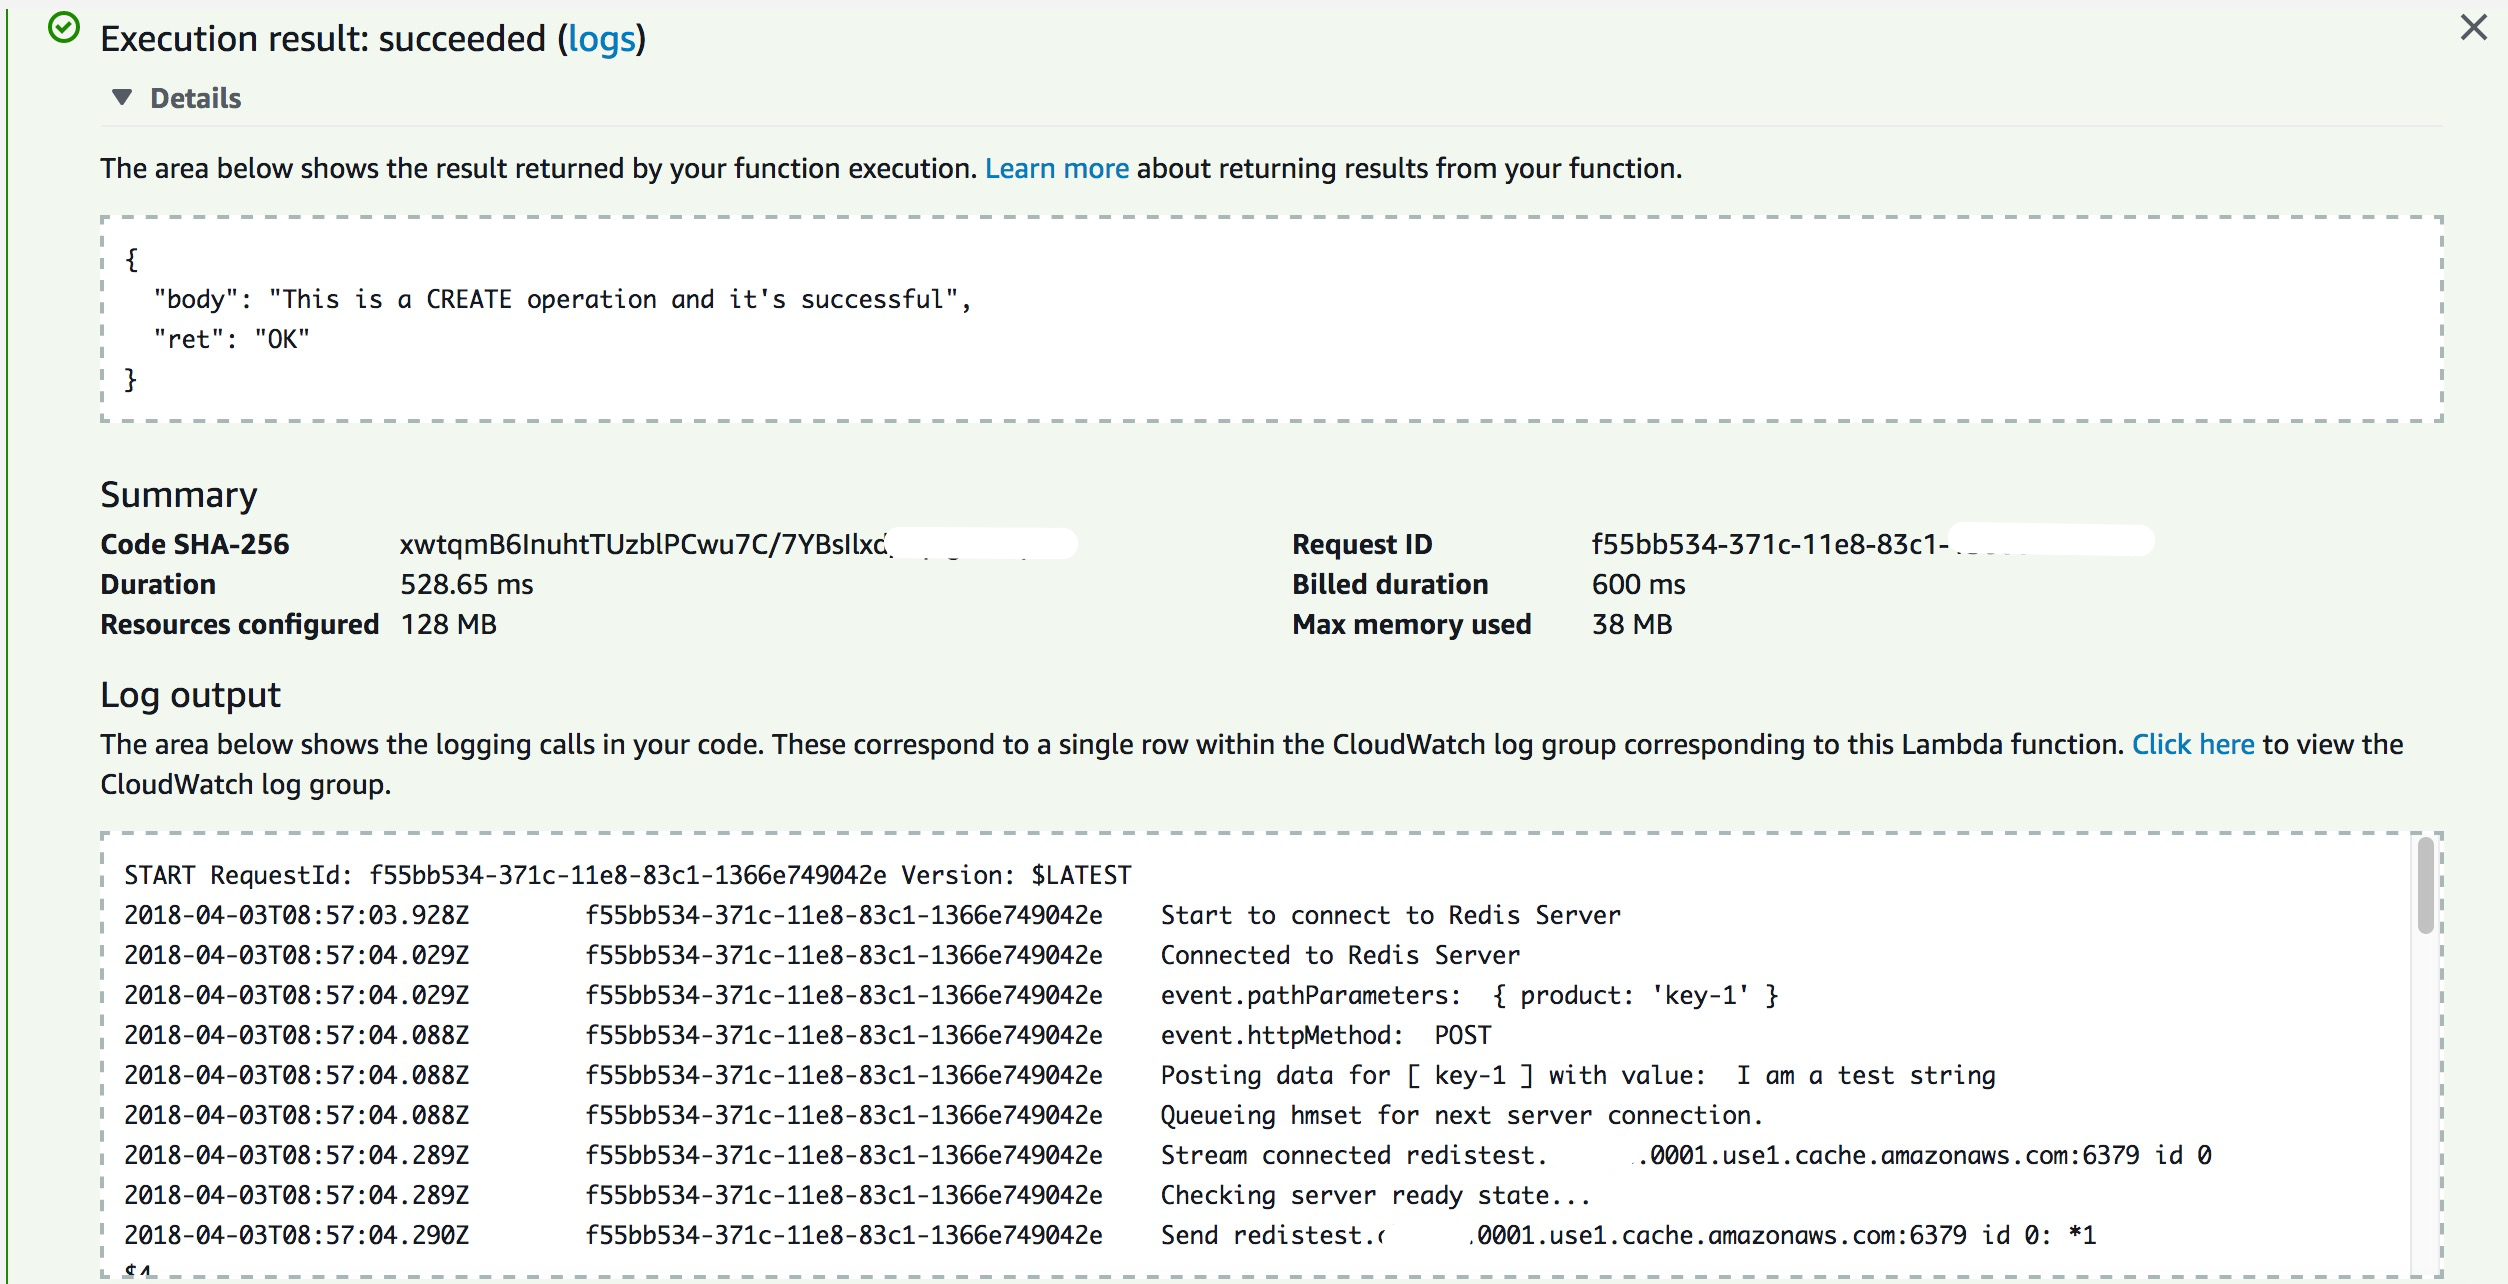 Execution result: succeeded (logs)
Details
The area below shows the result returned by your function execution. Learn more about returning results from your function.
{
"body": "This is a CREATE operation and it's successful",
"ret": "OK"
}
Summary
Code SHA-256 xwtqmB6InuhtTUzblPCwu7C/7YBsIlxd
Request ID f55bb534-371c-11e8-83c1-
Duration 528.65 ms
Billed duration 600 ms
Resources configured 128 MB
Max memory used 38 MB
Log output
The area below shows the logging calls in your code. These correspond to a single row within the CloudWatch log group corresponding to this Lambda function. Click here to view the
CloudWatch log group.
START RequestId: f55bb534-371c-11e8-83c1-1366e749042e Version: $LATEST
2018-04-03T08:57:03.928Z f55bb534-371c-11e8-83c1-1366e749042e Start to connect to Redis Server
2018-04-03T08:57:04.029Z f55bb534-371c-11e8-83c1-1366e749042e Connected to Redis Server
2018-04-03T08:57:04.029Z f55bb534-371c-11e8-83c1-1366e749042e event.pathParameters: { product: 'key-1' }
2018-04-03T08:57:04.088Z f55bb534-371c-11e8-83c1-1366e749042e event.httpMethod: POST
2018-04-03T08:57:04.088Z f55bb534-371c-11e8-83c1-1366e749042e Posting data for [ key-1 ] with value: I am a test string
2018-04-03T08:57:04.088Z f55bb534-371c-11e8-83c1-1366e749042e Queueing hmset for next server connection.
2018-04-03T08:57:04.289Z f55bb534-371c-11e8-83c1-1366e749042e Stream connected redistest. .0001.use1.cache.amazonaws.com:6379 id 0
2018-04-03T08:57:04.289Z f55bb534-371c-11e8-83c1-1366e749042e Checking server ready state...
2018-04-03T08:57:04.290Z f55bb534-371c-11e8-83c1-1366e749042e Send redistest. .0001.use1.cache.amazonaws.com:6379 id 0: *1
$4